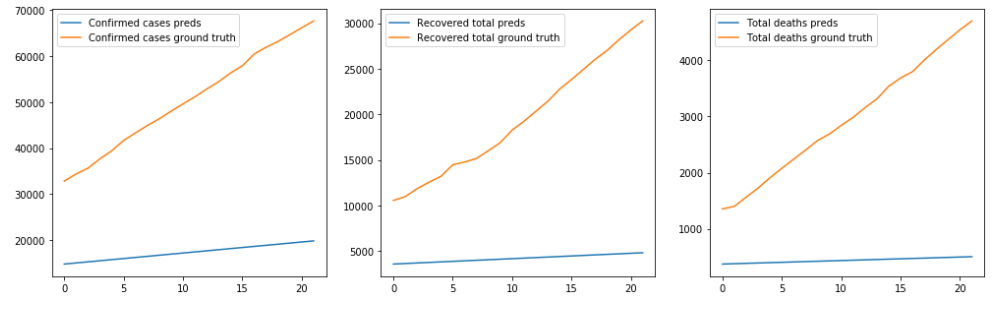 Confirmed cases preds
Confirmed cases ground truth
70000
60000
50000
40000
30000
20000
0 5 10 15 20
Recovered total preds
Recovered total ground truth
30000
25000
20000
15000
10000
5000
0 5 10 15 20
Total deaths preds
Total deaths ground truth
4000
3000
2000
1000
0 5 10 15 20